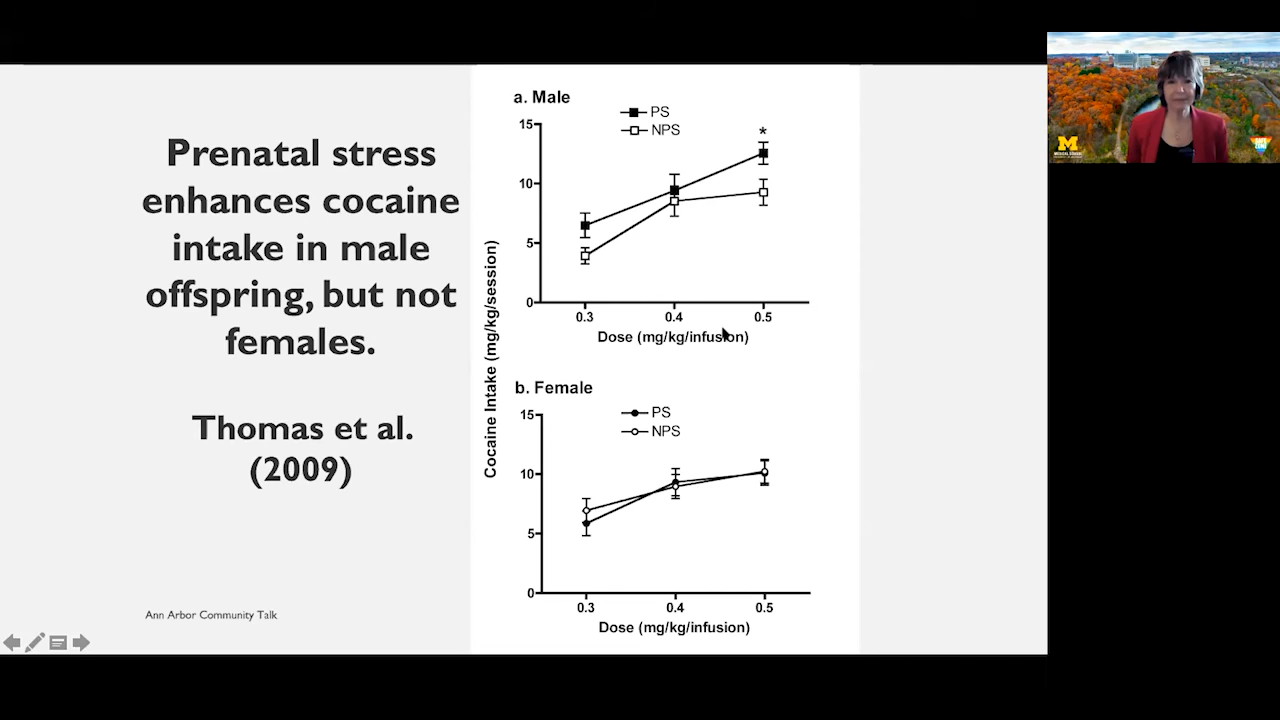 Prenatal stress
enhances cocaine
intake in male
offspring, but not
females.
Thomas et al.
(2009)
Ann Arbor Community Talk
Cocaine Intake (mg/kg/session)
a. Male
PS
NPS
*
15
10
5
0
0.3 0.4 0.5
Dose (mg/kg/infusion)
b. Female
PS
NPS
15
10
5
0
0.3 0.4 0.5
Dose (mg/kg/infusion)
M